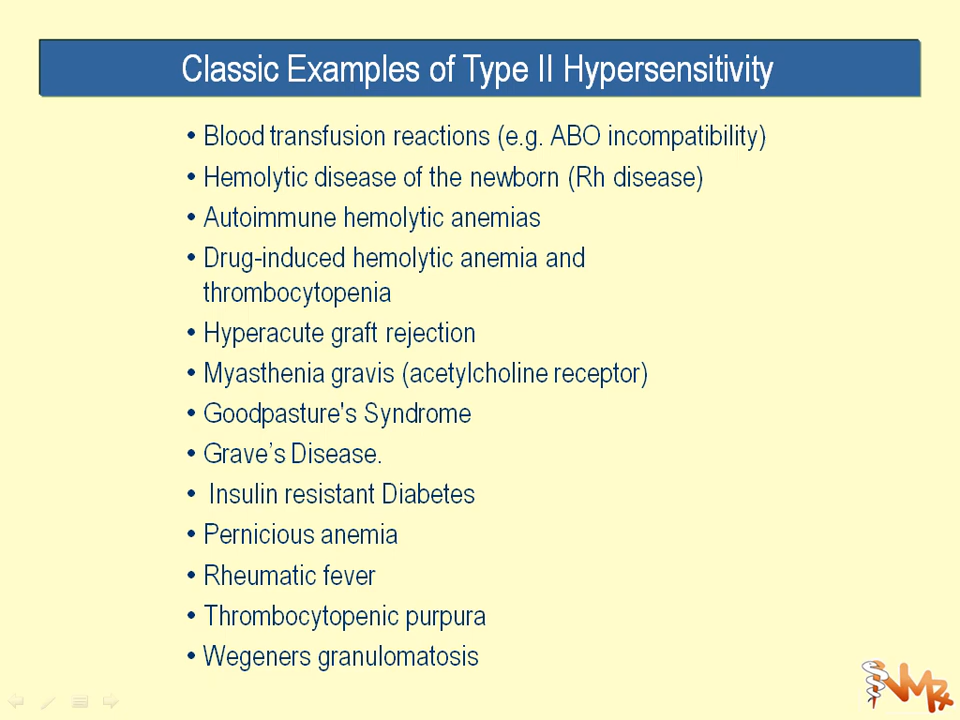 Classic Examples of Type II Hypersensitivity
• Blood transfusion reactions (e.g. ABO incompatibility)
• Hemolytic disease of the newborn (Rh disease)
• Autoimmune hemolytic anemias
• Drug-induced hemolytic anemia and
thrombocytopenia
• Hyperacute graft rejection
• Myasthenia gravis (acetylcholine receptor)
• Goodpasture's Syndrome
• Grave’s Disease.
• Insulin resistant Diabetes
• Pernicious anemia
• Rheumatic fever
• Thrombocytopenic purpura
• Wegeners granulomatosis